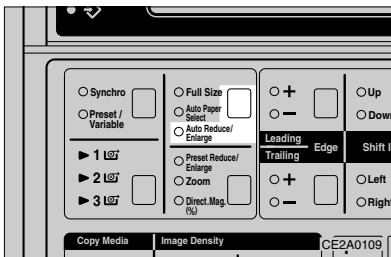 Synchro
Preset /
Variable
1
2
3
Full Size
Auto Paper
Select
Auto Reduce/
Enlarge
Preset Reduce/
Enlarge
Zoom
Direct.Mag.
(%)
+
−
Leading
Trailing
Edge
+
−
Up
Down
Shift I
Left
Right
Copy Media
Image Density
CE2A0109